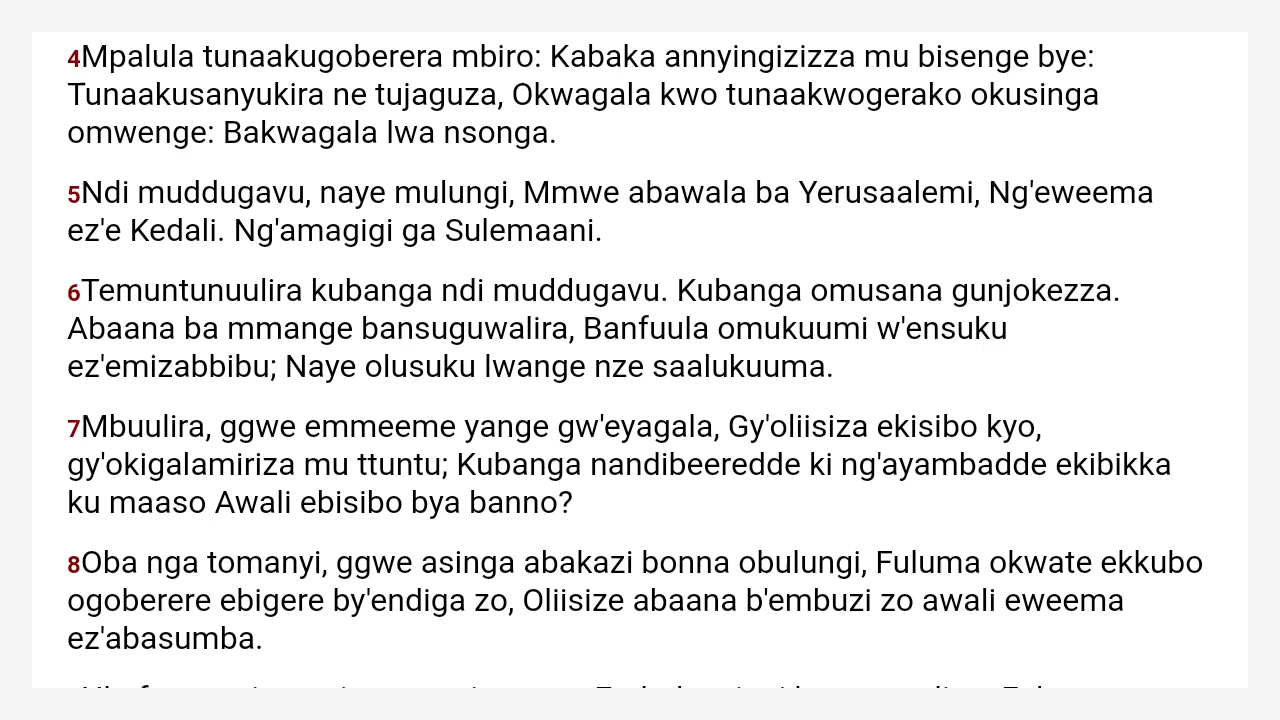 4Mpalula tunaakugoberera mbiro: Kabaka annyingizizza mu bisenge bye:
Tunaakusanyukira ne tujaguza, Okwagala kwo tunaakwogerako okusinga
omwenge: Bakwagala lwa nsonga.
5Ndi muddugavu, naye mulungi, Mmwe abawala ba Yerusaalemi, Ng'eweema
ez'e Kedali. Ng'amagigi ga Sulemaani.
6Temuntunuulira kubanga ndi muddugavu. Kubanga omusana gunjokezza.
Abaana ba mmange bansuguwalira, Banfuula omukuumi w'ensuku
ez'emizabbibu; Naye olusuku lwange nze saalukuuma.
7Mbuulira, ggwe emmeeme yange gw'eyagala, Gy'oliisiza ekisibo kyo,
gy'okigalamiriza mu ttuntu; Kubanga nandibeeredde ki ng'ayambadde ekibikka
ku maaso Awali ebisibo bya banno?
8Oba nga tomanyi, ggwe asinga abakazi bonna obulungi, Fuluma okwate ekkubo
ogoberere ebigere by'endiga zo, Oliisize abaana b'embuzi zo awali eweema
ez'abasumba.